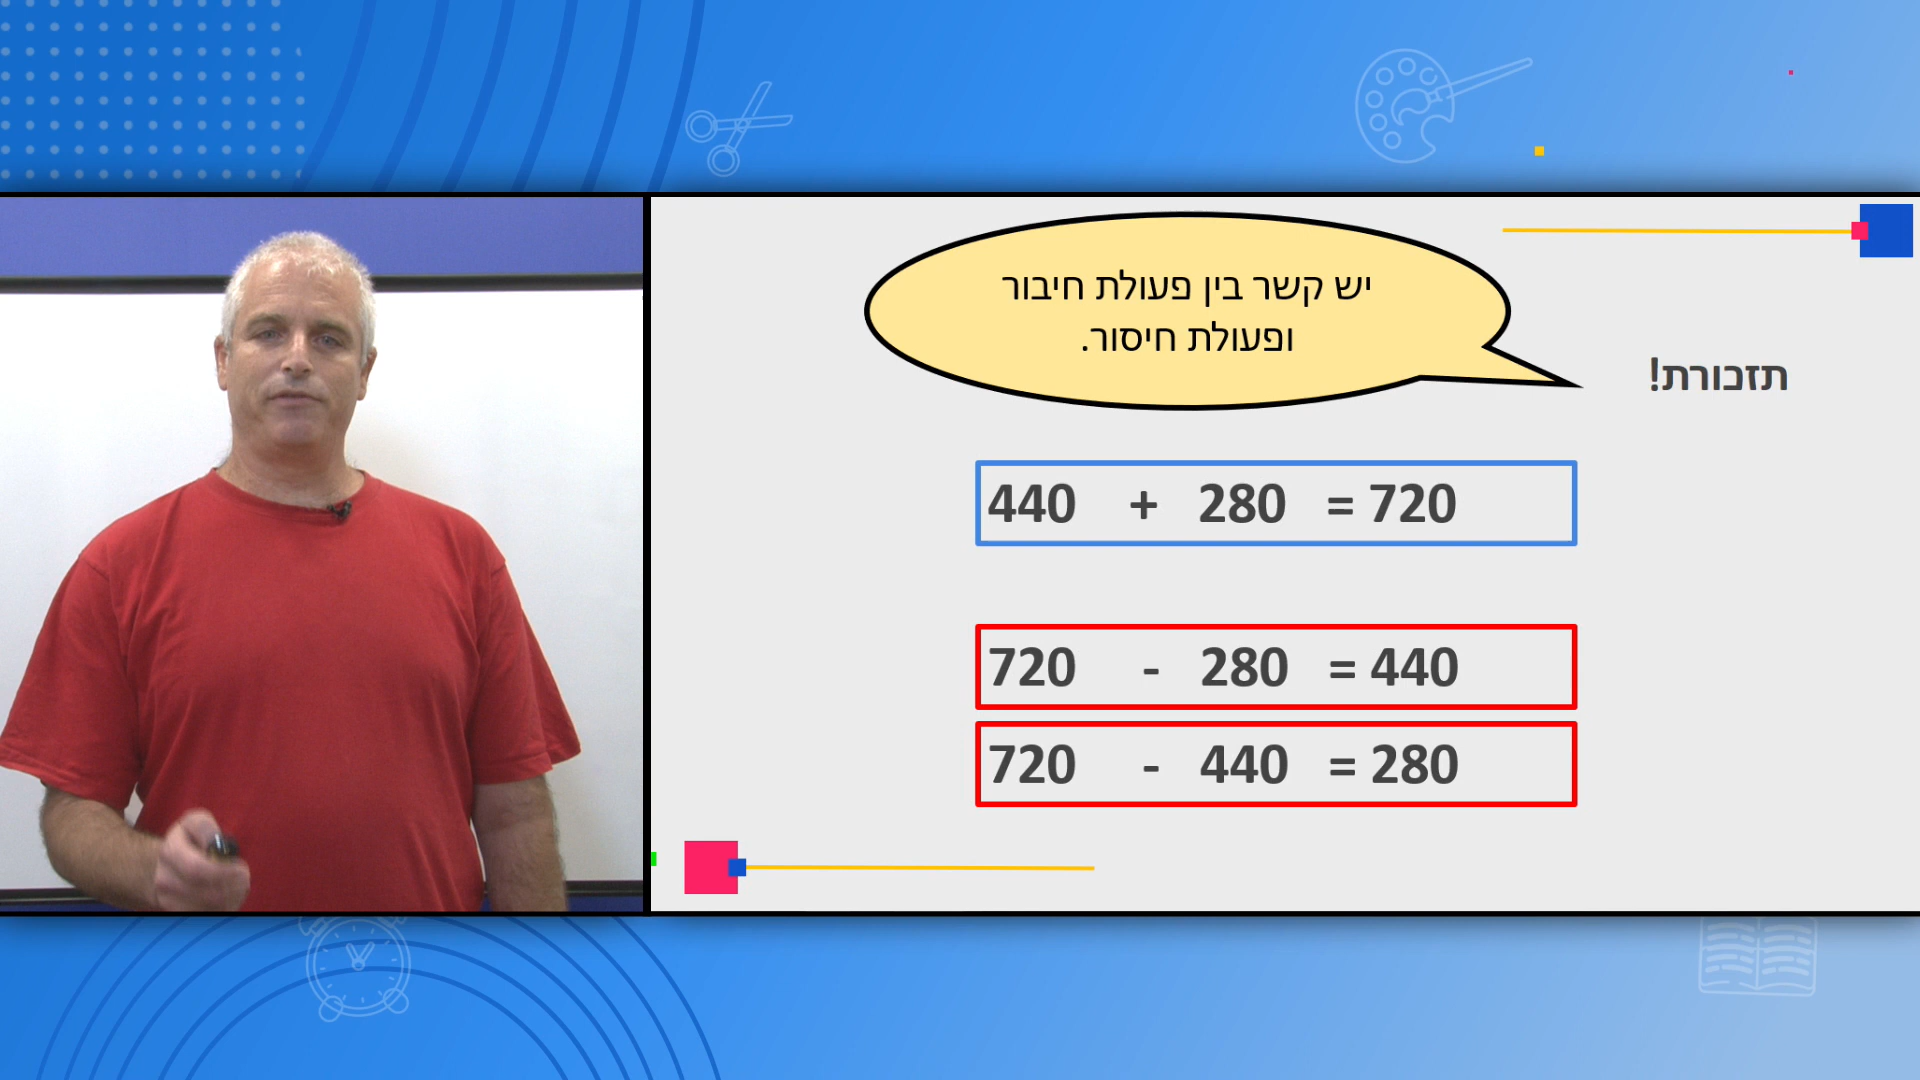 יש קשר בין פעולת חיבור
ופעולת חיסור.
תזכורת!
440 + 280 = 720
720 - 280 = 440
720 - 440 = 280